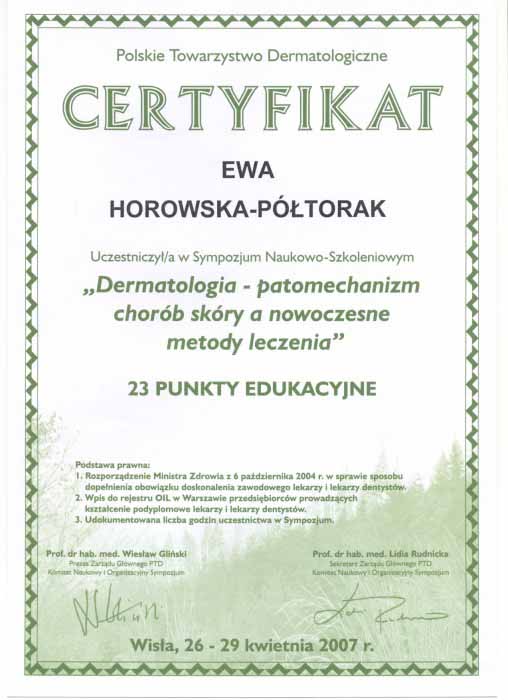 Polskie Towarzystwo Dermatologiczne
CERTYFIKAT
EWA
HOROWSKA-PÓŁTORAK
Uczestniczył/a w Sympozjum Naukowo-Szkoleniowym
„Dermatologia - patomechanizm
chorób skóry a nowoczesne
metody leczenia”
23 PUNKTY EDUKACYJNE
Podstawa prawna:
1. Rozporządzenie Ministra Zdrowia z 6 października 2004 r. w sprawie sposobu
dopełnienia obowiązku doskonalenia zawodowego lekarzy i lekarzy dentystów.
2. Wpis do rejestru OIL w Warszawie przedsiębiorców prowadzących
kształcenie podyplomowe lekarzy i lekarzy dentystów.
3. Udokumentowana liczba godzin uczestnictwa w Sympozjum.
Prof. dr hab. med. Wiesław Gliński
Prezes Zarządu Głównego PTD
Komitet Naukowy i Organizacyjny Sympozjum
Prof. dr hab. med. Lidia Rudnicka
Sekretarz Zarządu Głównego PTD
Komitet Naukowy i Organizacyjny Sympozjum
Wisła, 26 - 29 kwietnia 2007 r.